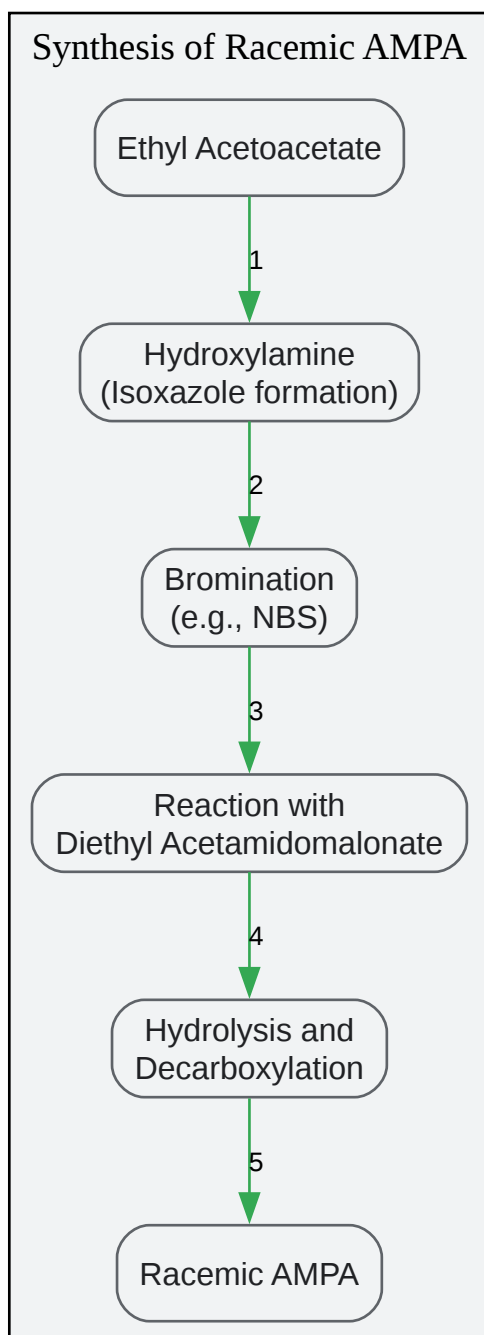 Synthesis of Racemic AMPA
Ethyl Acetoacetate
1
Hydroxylamine
(Isoxazole formation)
2
Bromination
(e.g., NBS)
3
Reaction with
Diethyl Acetamidomalonate
4
Hydrolysis and
Decarboxylation
5
Racemic AMPA